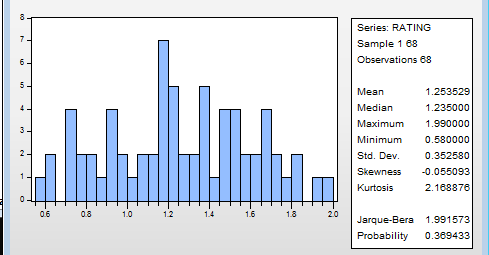 8
7
6
5
4
3
2
1
0
0.6 0.8 1.0 1.2 1.4 1.6 1.8 2.0
Series: RATING
Sample 1 68
Observations 68
Mean 1.253529
Median 1.235000
Maximum 1.990000
Minimum 0.580000
Std. Dev. 0.352580
Skewness -0.055093
Kurtosis 2.168876
Jarque-Bera 1.991573
Probability 0.369433